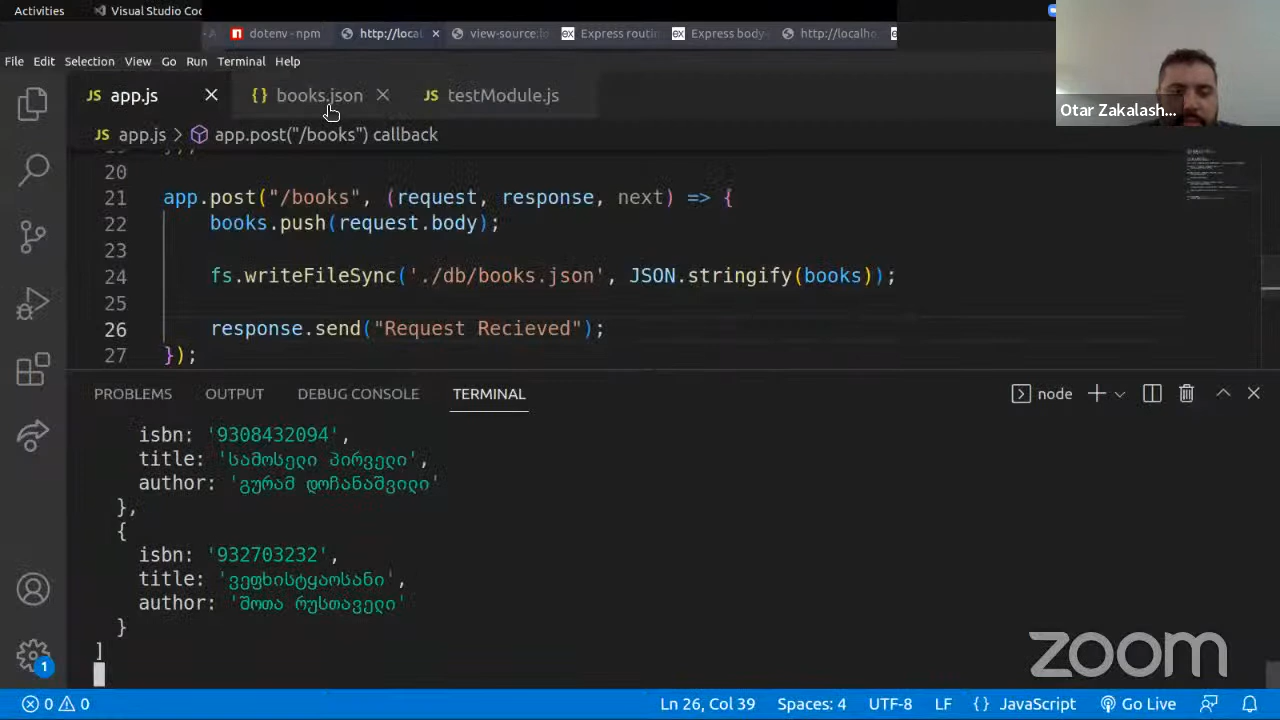 Activities Visual Studio Cod
dotenv - npm http://local view-source:lo Express routin Express body- http://localho
File Edit Selection View Go Run Terminal Help
JS app.js {} books.json JS testModule.js
Otar Zakalash...
JS app.js > app.post("/books") callback
20
21 app.post("/books", (request, response, next) => {
22 books.push(request.body);
23
24 fs.writeFileSync('./db/books.json', JSON.stringify(books));
25
26 response.send("Request Recieved");
27 });
PROBLEMS OUTPUT DEBUG CONSOLE TERMINAL
node
isbn: '9308432094',
title: 'სამოსელი პირველი',
author: 'გურამ დოჩანაშვილი'
},
{
isbn: '932703232',
title: 'ვეფხისტყაოსანი',
author: 'შოთა რუსთაველი'
}
]
zoom
1
0 0 Ln 26, Col 39 Spaces: 4 UTF-8 LF {} JavaScript Go Live